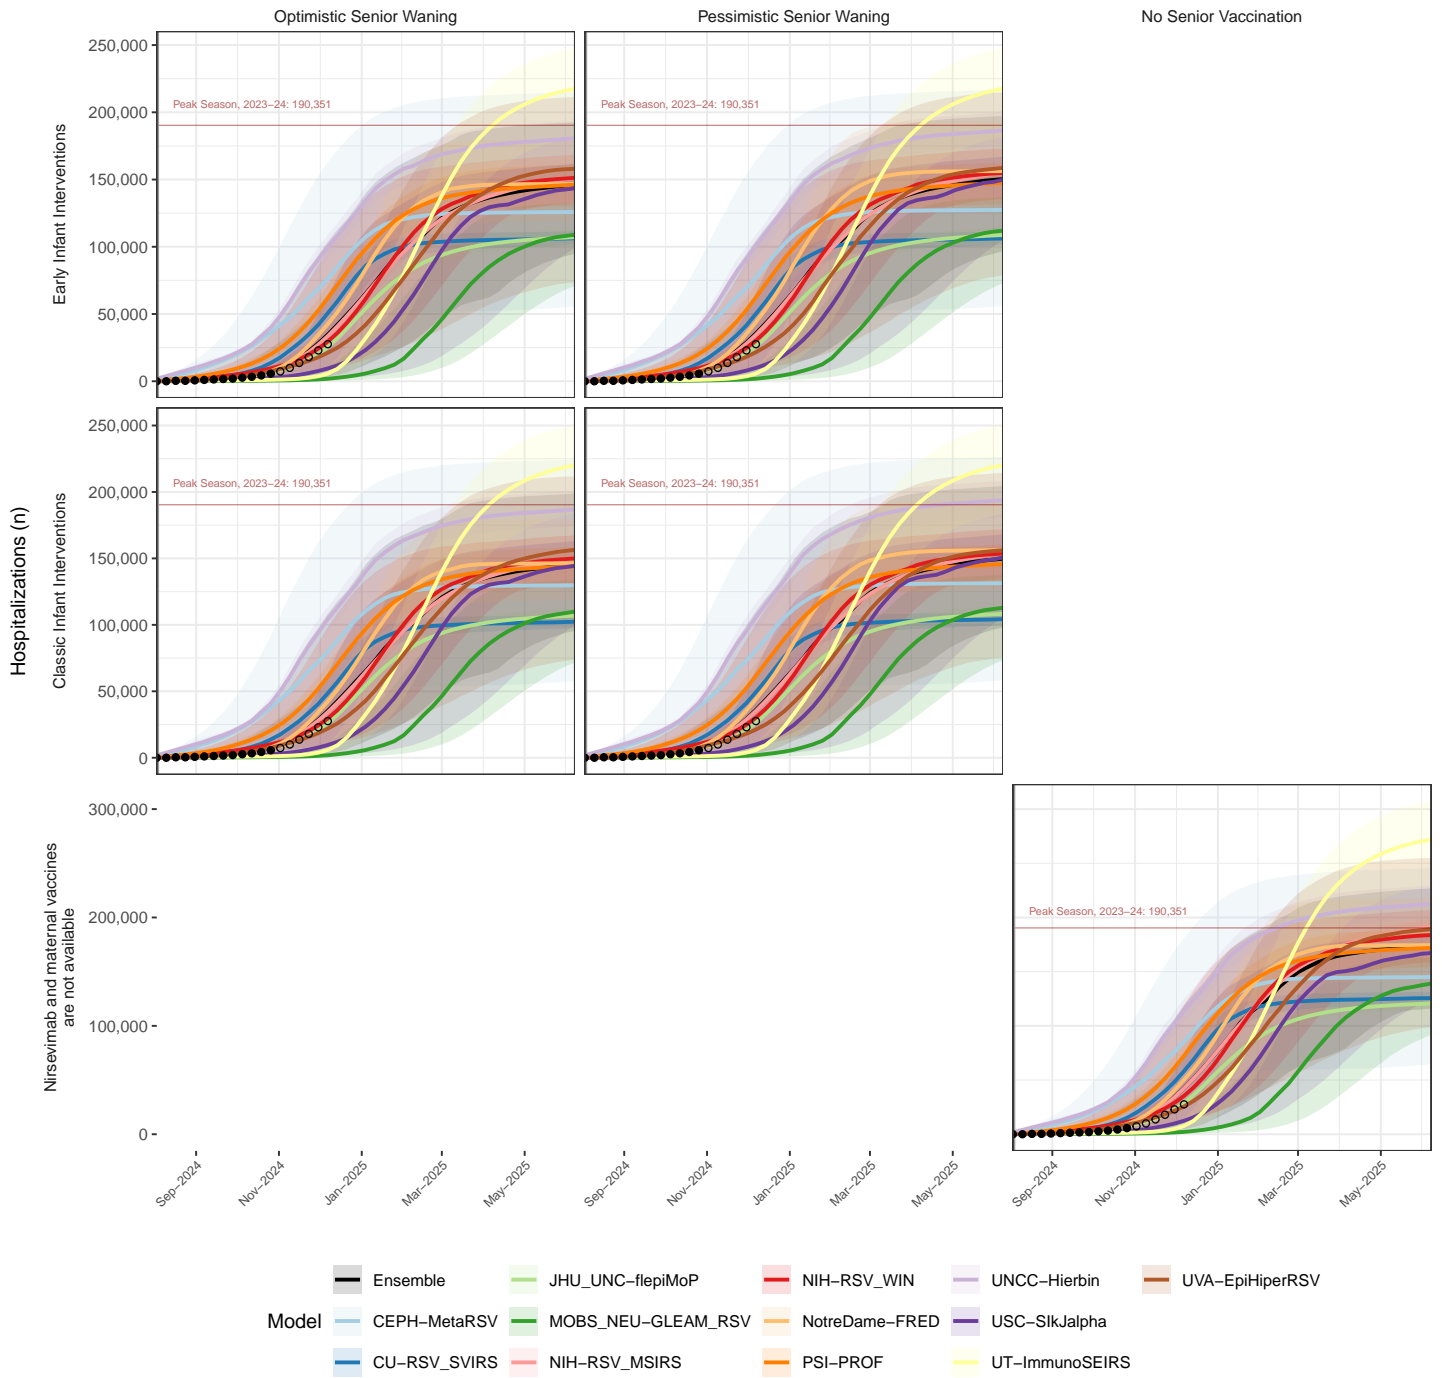 Optimistic Senior Waning
Pessimistic Senior Waning
No Senior Vaccination
Hospitalizations (n)
Early Infant Interventions
250,000
200,000
150,000
100,000
50,000
0
Peak Season, 2023−24: 190,351
Peak Season, 2023−24: 190,351
Classic Infant Interventions
250,000
200,000
150,000
100,000
50,000
0
Peak Season, 2023−24: 190,351
Peak Season, 2023−24: 190,351
Nirsevimab and maternal vaccines
are not available
300,000
200,000
100,000
0
Peak Season, 2023−24: 190,351
Sep−2024
Nov−2024
Jan−2025
Mar−2025
May−2025
Sep−2024
Nov−2024
Jan−2025
Mar−2025
May−2025
Sep−2024
Nov−2024
Jan−2025
Mar−2025
May−2025
Model
Ensemble
JHU_UNC−flepiMoP
NIH−RSV_WIN
UNCC−Hierbin
UVA−EpiHiperRSV
CEPH−MetaRSV
MOBS_NEU−GLEAM_RSV
NotreDame−FRED
USC−SIkJalpha
CU−RSV_SVIRS
NIH−RSV_MSIRS
PSI−PROF
UT−ImmunoSEIRS